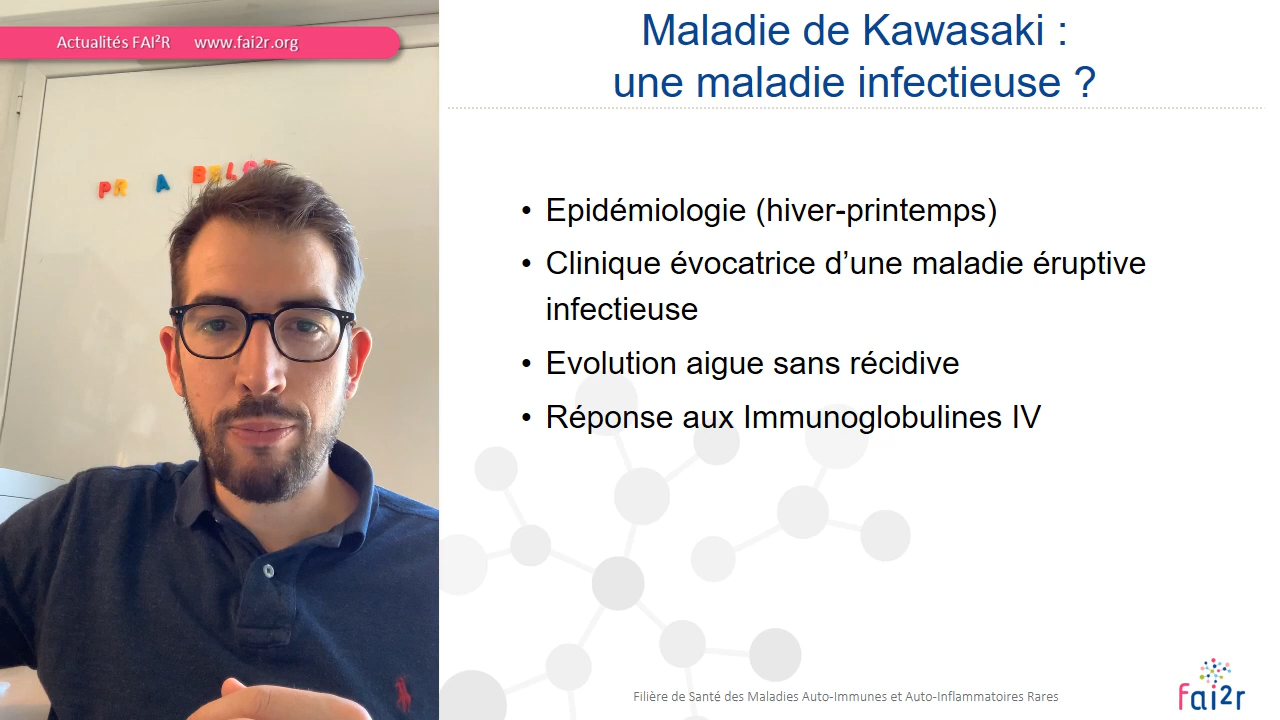 Actualités FAI²R www.fai2r.org
Maladie de Kawasaki :
une maladie infectieuse ?
PR A BELOT
• Epidémiologie (hiver-printemps)
• Clinique évocatrice d’une maladie éruptive
infectieuse
• Evolution aigue sans récidive
• Réponse aux Immunoglobulines IV
Filière de Santé des Maladies Auto-Immunes et Auto-Inflammatoires Rares
fai2r